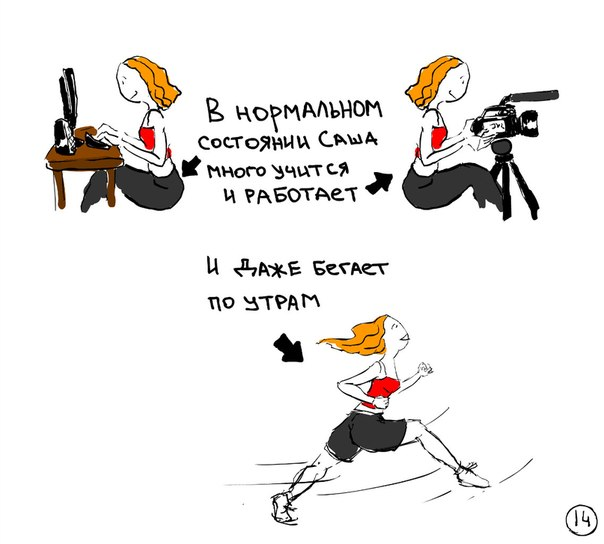 В НОРМАЛЬНОМ
СОСТОЯНИИ САША
МНОГО УЧИТСЯ
И РАБОТАЕТ
И ДАЖЕ БЕГАЕТ
ПО УТРАМ
14